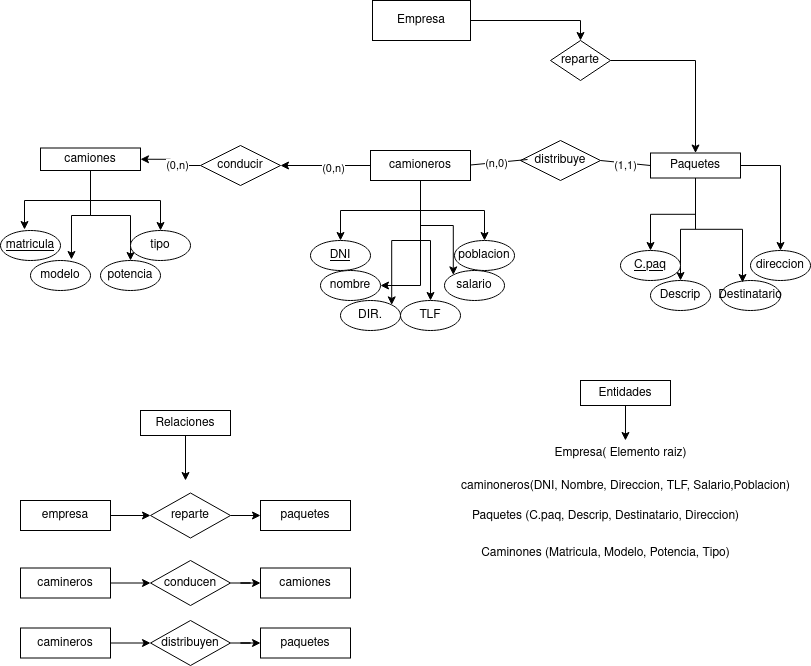 Empresa
reparte
camiones
(0,n)
conducir
(0,n)
camioneros
(n,0)
distribuye
(1,1)
Paquetes
matricula
modelo
potencia
tipo
DNI
nombre
DIR.
TLF
salario
poblacion
C.paq
Descrip
Destinatario
direccion
Relaciones
empresa
reparte
paquetes
camineros
conducen
camiones
camineros
distribuyen
paquetes
Entidades
Empresa( Elemento raiz)
caminoneros(DNI, Nombre, Direccion, TLF, Salario,Poblacion)
Paquetes (C.paq, Descrip, Destinatario, Direccion)
Caminones (Matricula, Modelo, Potencia, Tipo)